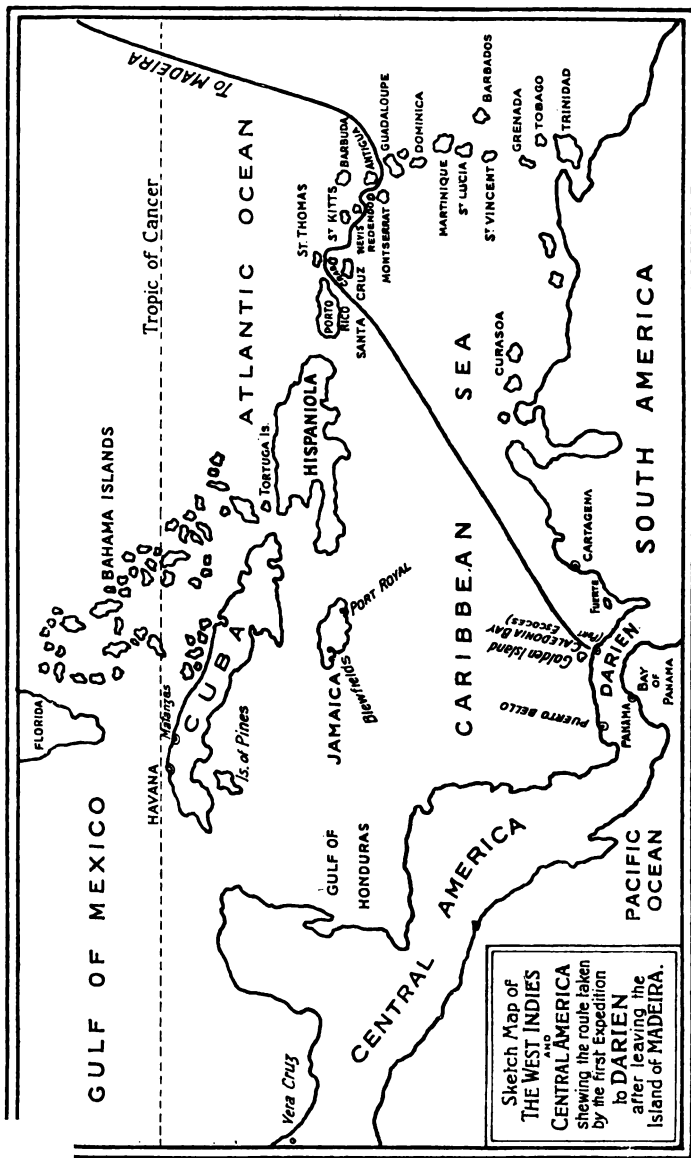 GULF OF MEXICO
FLORIDA
BAHAMA ISLANDS
Tropic of Cancer
TO MADEIRA
HAVANA
Matanzas
CUBA
Is. of Pines
ATLANTIC OCEAN
TORTUGA Is.
HISPANIOLA
PORTO
RICO
ST. THOMAS
SANTA
CRUZ
ST KITTS
NEVIS
REDENDO
MONTSERRAT
BARBUDA
ANTIGUA
GUADALOUPE
DOMINICA
MARTINIQUE
ST LUCIA
ST VINCENT
BARBADOS
GRENADA
TOBAGO
TRINIDAD
JAMAICA
Blewfields
PORT ROYAL
GULF OF
HONDURAS
Vera Cruz
CARIBBEAN SEA
CURASOA
CENTRAL AMERICA
SOUTH AMERICA
PUERTO BELLO
Golden Island
CALEDONIA BAY
ESCOCES)
DARIEN
PANAMA
BAY
OF
PANAMA
FUERTE
CARTAGENA
PACIFIC
OCEAN
Sketch Map of
THE WEST INDIES
AND
CENTRAL AMERICA
shewing the route taken
by the first Expedition
to DARIEN
after leaving the
Island of MADEIRA.